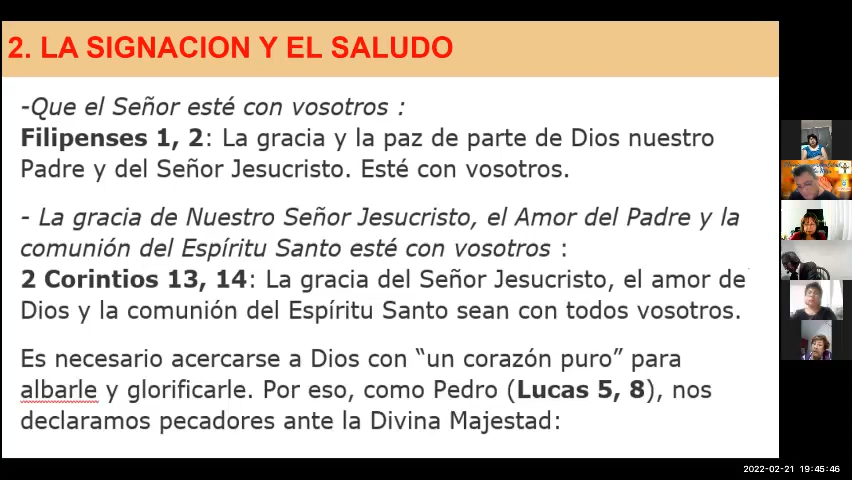 2. LA SIGNACION Y EL SALUDO
-Que el Señor esté con vosotros :
Filipenses 1, 2: La gracia y la paz de parte de Dios nuestro
Padre y del Señor Jesucristo. Esté con vosotros.
- La gracia de Nuestro Señor Jesucristo, el Amor del Padre y la
comunión del Espíritu Santo esté con vosotros :
2 Corintios 13, 14: La gracia del Señor Jesucristo, el amor de
Dios y la comunión del Espíritu Santo sean con todos vosotros.
Es necesario acercarse a Dios con “un corazón puro” para
albarle y glorificarle. Por eso, como Pedro (Lucas 5, 8), nos
declaramos pecadores ante la Divina Majestad:
2022-02-21 19:45:46